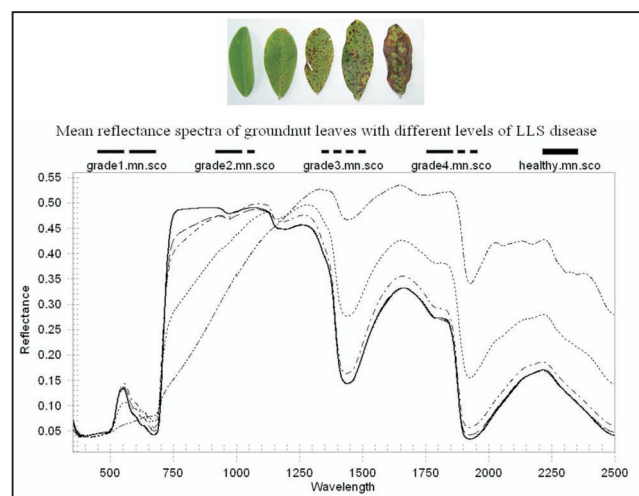 Mean reflectance spectra of groundnut leaves with different levels of LLS disease
grade1.mn.sco grade2.mn.sco grade3.mn.sco grade4.mn.sco healthy.mn.sco
0.55
0.50
0.45
0.40
0.35
0.30
0.25
0.20
0.15
0.10
0.05
Reflectance
500 750 1000 1250 1500 1750 2000 2250 2500
Wavelength